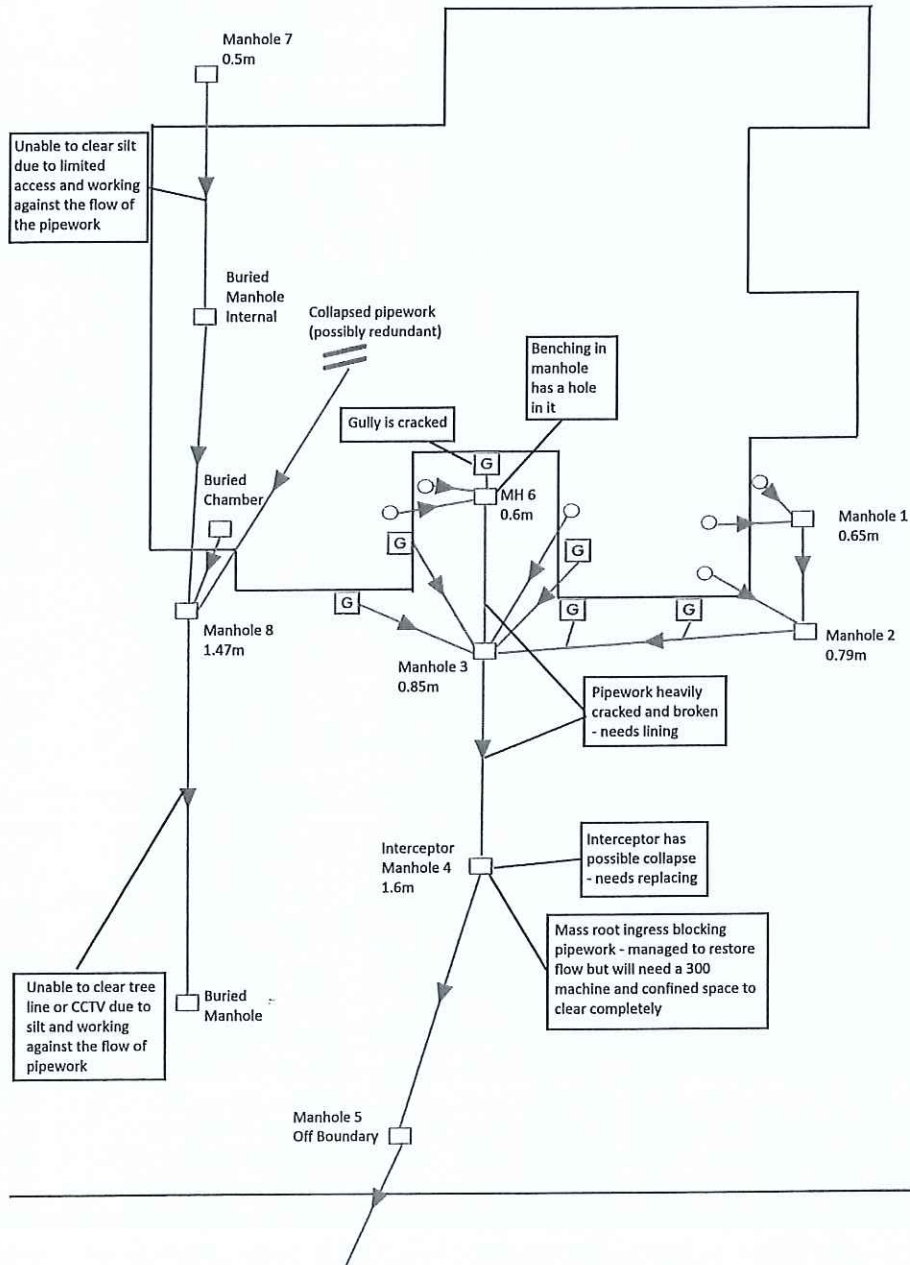 Manhole 7
0.5m
Unable to clear silt
due to limited
access and working
against the flow of
the pipework
Buried
Manhole
Internal
Collapsed pipework
(possibly redundant)
Benching in
manhole
has a hole
in it
Gully is cracked
G
MH 6
0.6m
Buried
Chamber
Manhole 1
0.65m
G
G
G
G
G
Manhole 8
1.47m
Manhole 3
0.85m
Manhole 2
0.79m
Pipework heavily
cracked and broken
- needs lining
Interceptor
Manhole 4
1.6m
Interceptor has
possible collapse
- needs replacing
Mass root ingress blocking
pipework - managed to restore
flow but will need a 300
machine and confined space to
clear completely
Unable to clear tree
line or CCTV due to
silt and working
against the flow of
pipework
Buried
Manhole
Manhole 5
Off Boundary